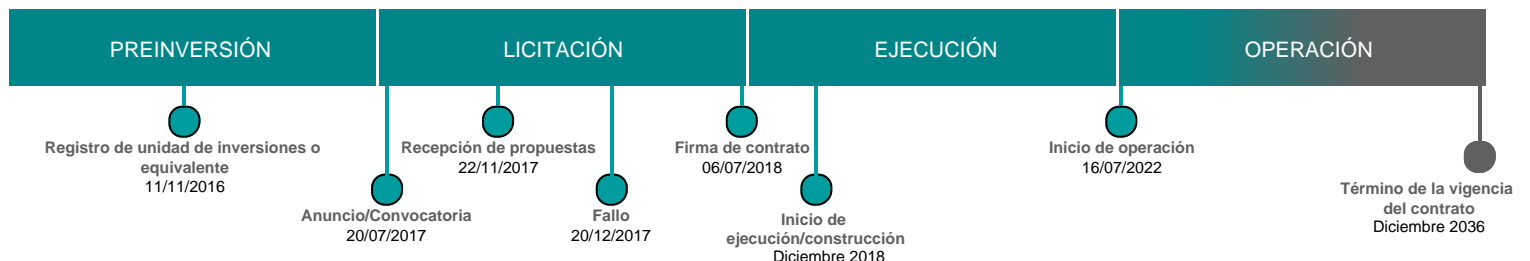 PREINVERSIÓN
LICITACIÓN
EJECUCIÓN
OPERACIÓN
Registro de unidad de inversiones o
equivalente
11/11/2016
Anuncio/Convocatoria
20/07/2017
Recepción de propuestas
22/11/2017
Fallo
20/12/2017
Firma de contrato
06/07/2018
Inicio de
ejecución/construcción
Diciembre 2018
Inicio de operación
16/07/2022
Término de la vigencia
del contrato
Diciembre 2036